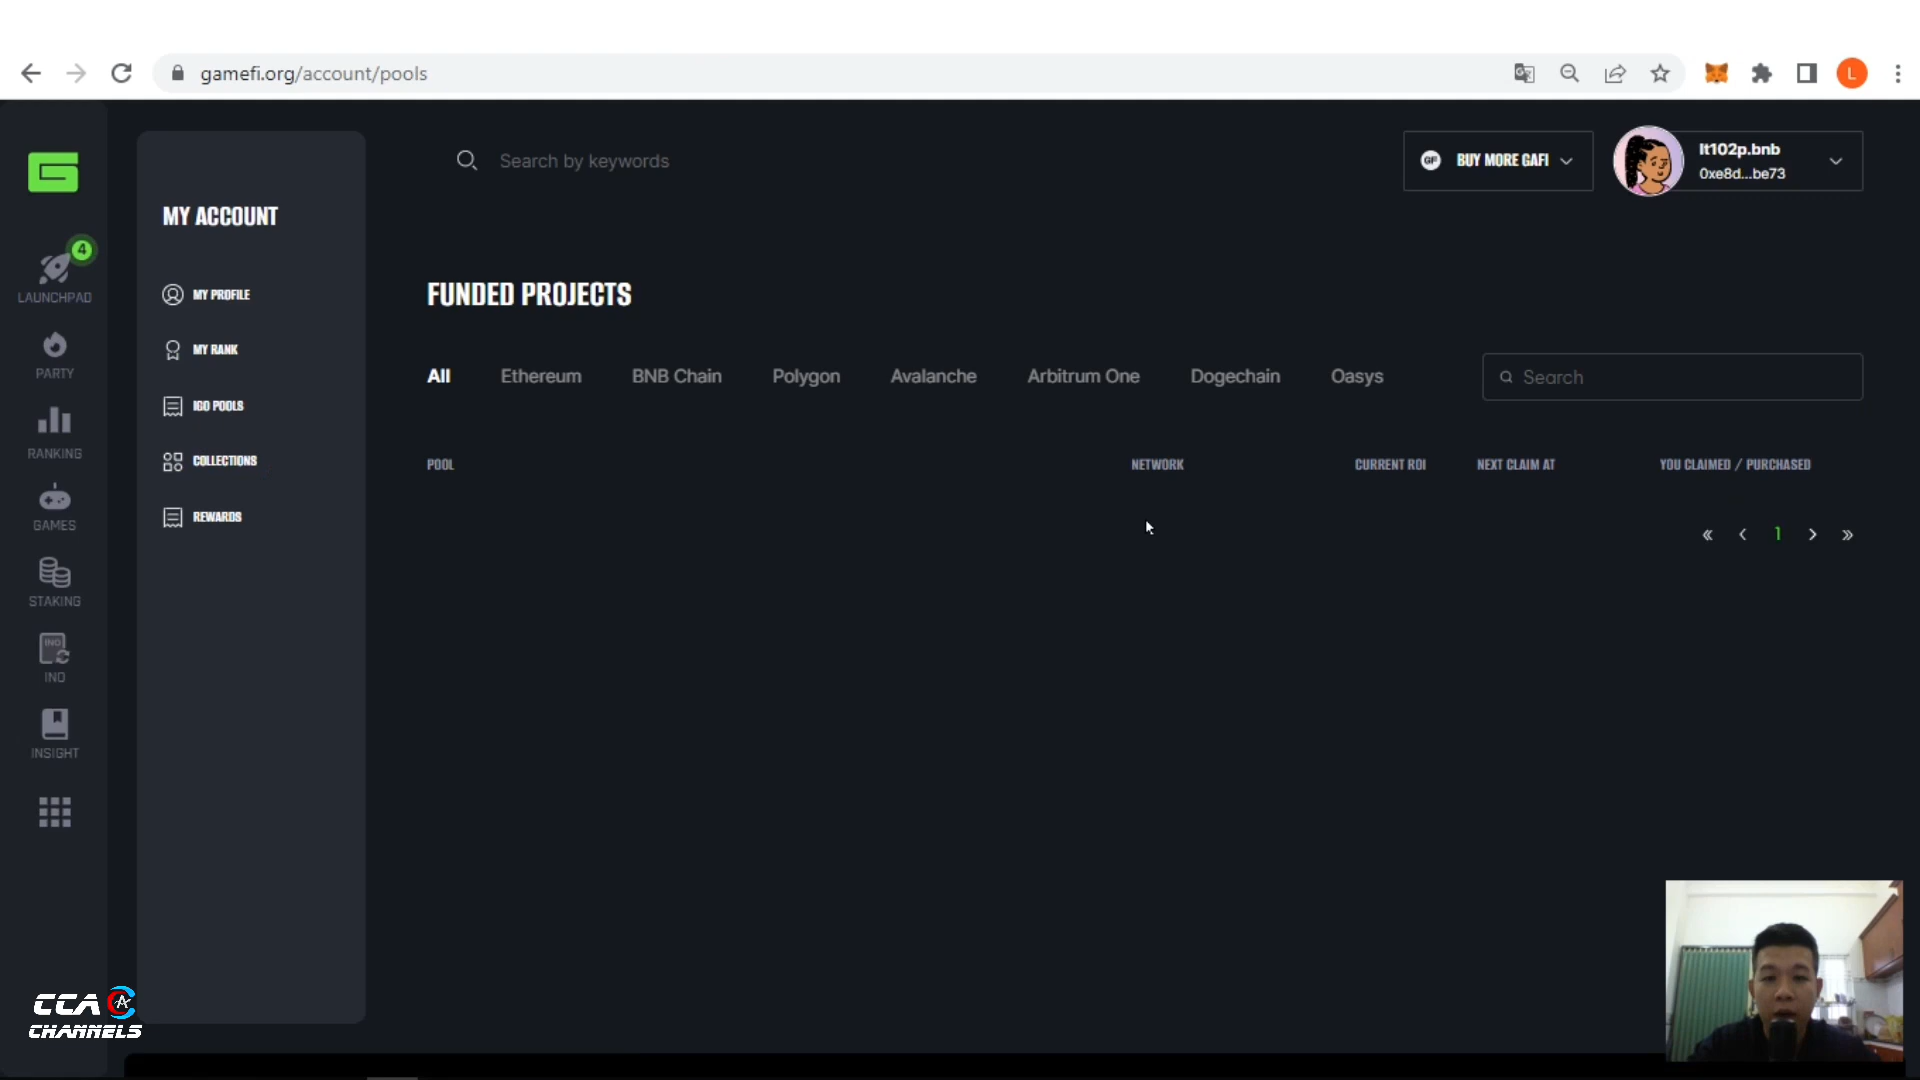 gamefi.org/account/pools
L
Search by keywords
GF BUY MORE GAFI
lt102p.bnb
0xe8d...be73
4
LAUNCHPAD
PARTY
RANKING
GAMES
STAKING
INO
INO
INSIGHT
MY ACCOUNT
MY PROFILE
MY RANK
IGO POOLS
COLLECTIONS
REWARDS
FUNDED PROJECTS
All Ethereum BNB Chain Polygon Avalanche Arbitrum One Dogechain Oasys Search
POOL NETWORK CURRENT ROI NEXT CLAIM AT YOU CLAIMED / PURCHASED
« ‹ 1 › »
CCA CA
CHANNELS